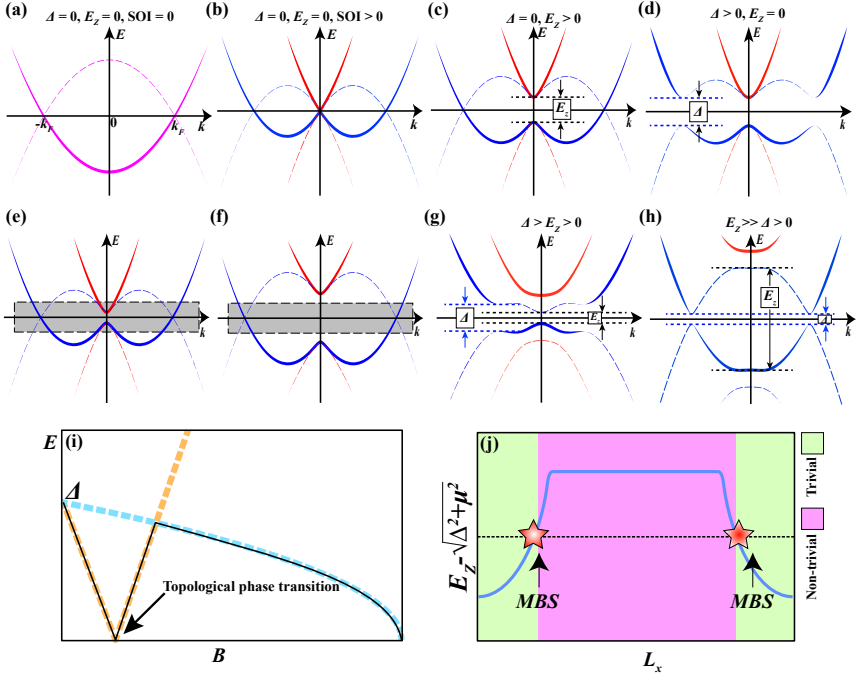 (a)
Δ = 0, E_Z = 0, SOI = 0
E
-k_F
0
k_F
k
(b)
Δ = 0, E_Z = 0, SOI > 0
E
k
(c)
Δ = 0, E_Z > 0
E
E_z
k
(d)
Δ > 0, E_Z = 0
E
Δ
k
(e)
E
k
(f)
E
k
(g)
Δ > E_Z > 0
E
Δ
E_z
k
(h)
E_Z >> Δ > 0
E
E_z
Δ
k
(i)
E
Δ
Topological phase transition
B
(j)
E_Z-√Δ²+μ²
MBS
MBS
L_x
Trivial
Non-trivial